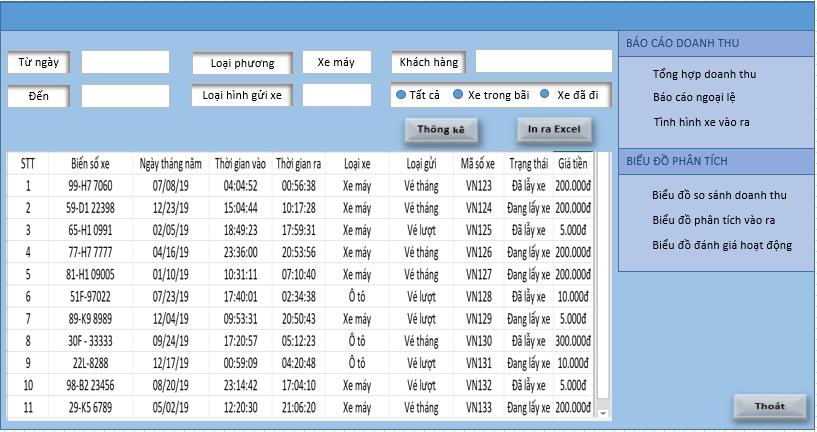 Từ ngày
Loại phương
Xe máy
Khách hàng
Đến
Loại hình gửi xe
Tất cả
Xe trong bãi
Xe đã đi
Thông kê
In ra Excel
STT Biển số xe Ngày tháng năm Thời gian vào Thời gian ra Loại xe Loại gửi Mã số xe Trạng thái Giá tiền
1 99-H7 7060 07/08/19 04:04:52 00:56:38 Xe máy Vé tháng VN123 Đã lấy xe 200.000đ
2 59-D1 22398 12/23/19 15:04:44 10:17:28 Xe máy Vé tháng VN124 Đang lấy xe 200.000đ
3 65-H1 0991 02/05/19 18:49:23 17:59:31 Xe máy Vé lượt VN125 Đã lấy xe 5.000đ
4 77-H7 7777 04/16/19 23:36:00 20:53:56 Xe máy Vé tháng VN126 Đang lấy xe 200.000đ
5 81-H1 09005 01/10/19 10:31:11 07:10:40 Xe máy Vé tháng VN127 Đang lấy xe 200.000đ
6 51F-97022 07/23/19 17:40:01 02:34:38 Ô tô Vé lượt VN128 Đã lấy xe 10.000đ
7 89-K9 8989 12/04/19 09:53:31 20:50:43 Xe máy Vé lượt VN129 Đang lấy xe 5.000đ
8 30F - 33333 09/24/19 17:20:57 05:12:23 Ô tô Vé tháng VN130 Đã lấy xe 300.000đ
9 22L-8288 12/17/19 00:59:09 04:20:48 Ô tô Vé lượt VN131 Đang lấy xe 10.000đ
10 98-B2 23456 08/20/19 23:14:42 17:04:10 Xe máy Vé lượt VN132 Đã lấy xe 5.000đ
11 29-K5 6789 05/02/19 12:20:30 21:06:20 Xe máy Vé tháng VN133 Đang lấy xe 200.000đ
BÁO CÁO DOANH THU
Tổng hợp doanh thu
Báo cáo ngoại lệ
Tình hình xe vào ra
BIỂU ĐỒ PHÂN TÍCH
Biểu đồ so sánh doanh thu
Biểu đồ phân tích vào ra
Biểu đồ đánh giá hoạt động
Thoát